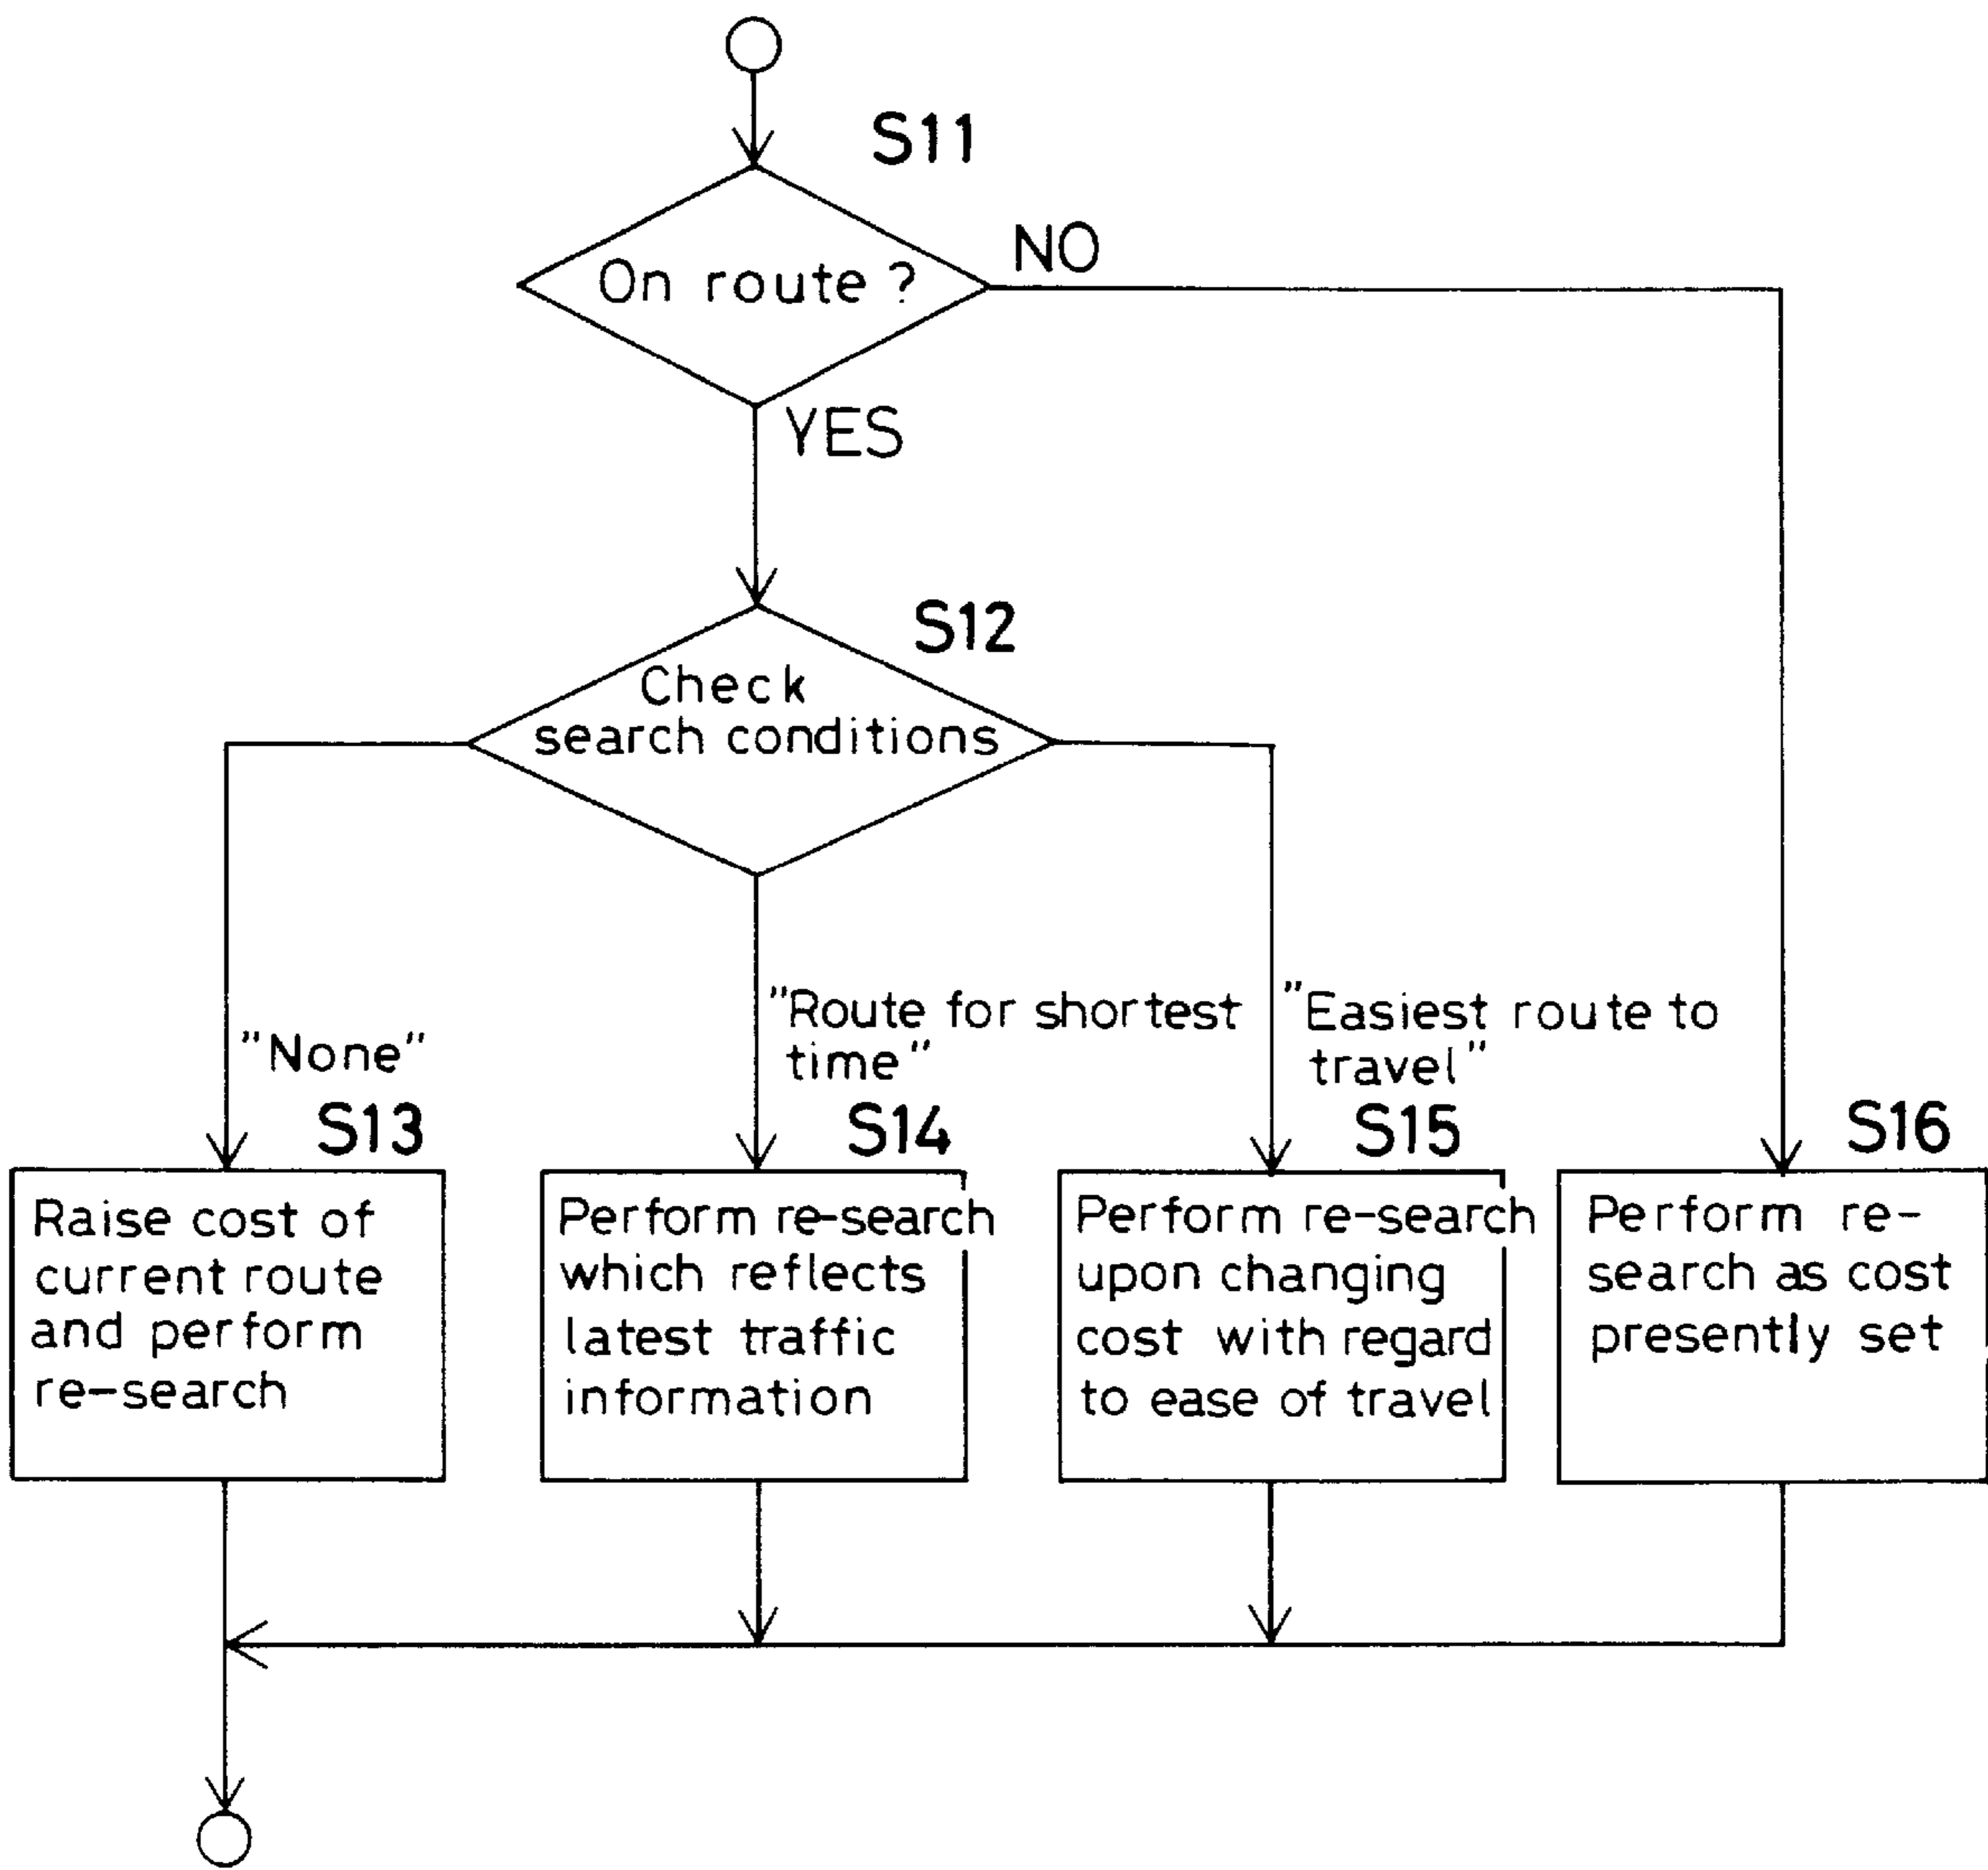 S11
On route ?
NO
YES
S12
Check
search conditions
"None"
"Route for shortest
time"
"Easiest route to
travel"
S13
Raise cost of
current route
and perform
re-search
S14
Perform re-search
which reflects
latest traffic
information
S15
Perform re-search
upon changing
cost with regard
to ease of travel
S16
Perform re-
search as cost
presently set